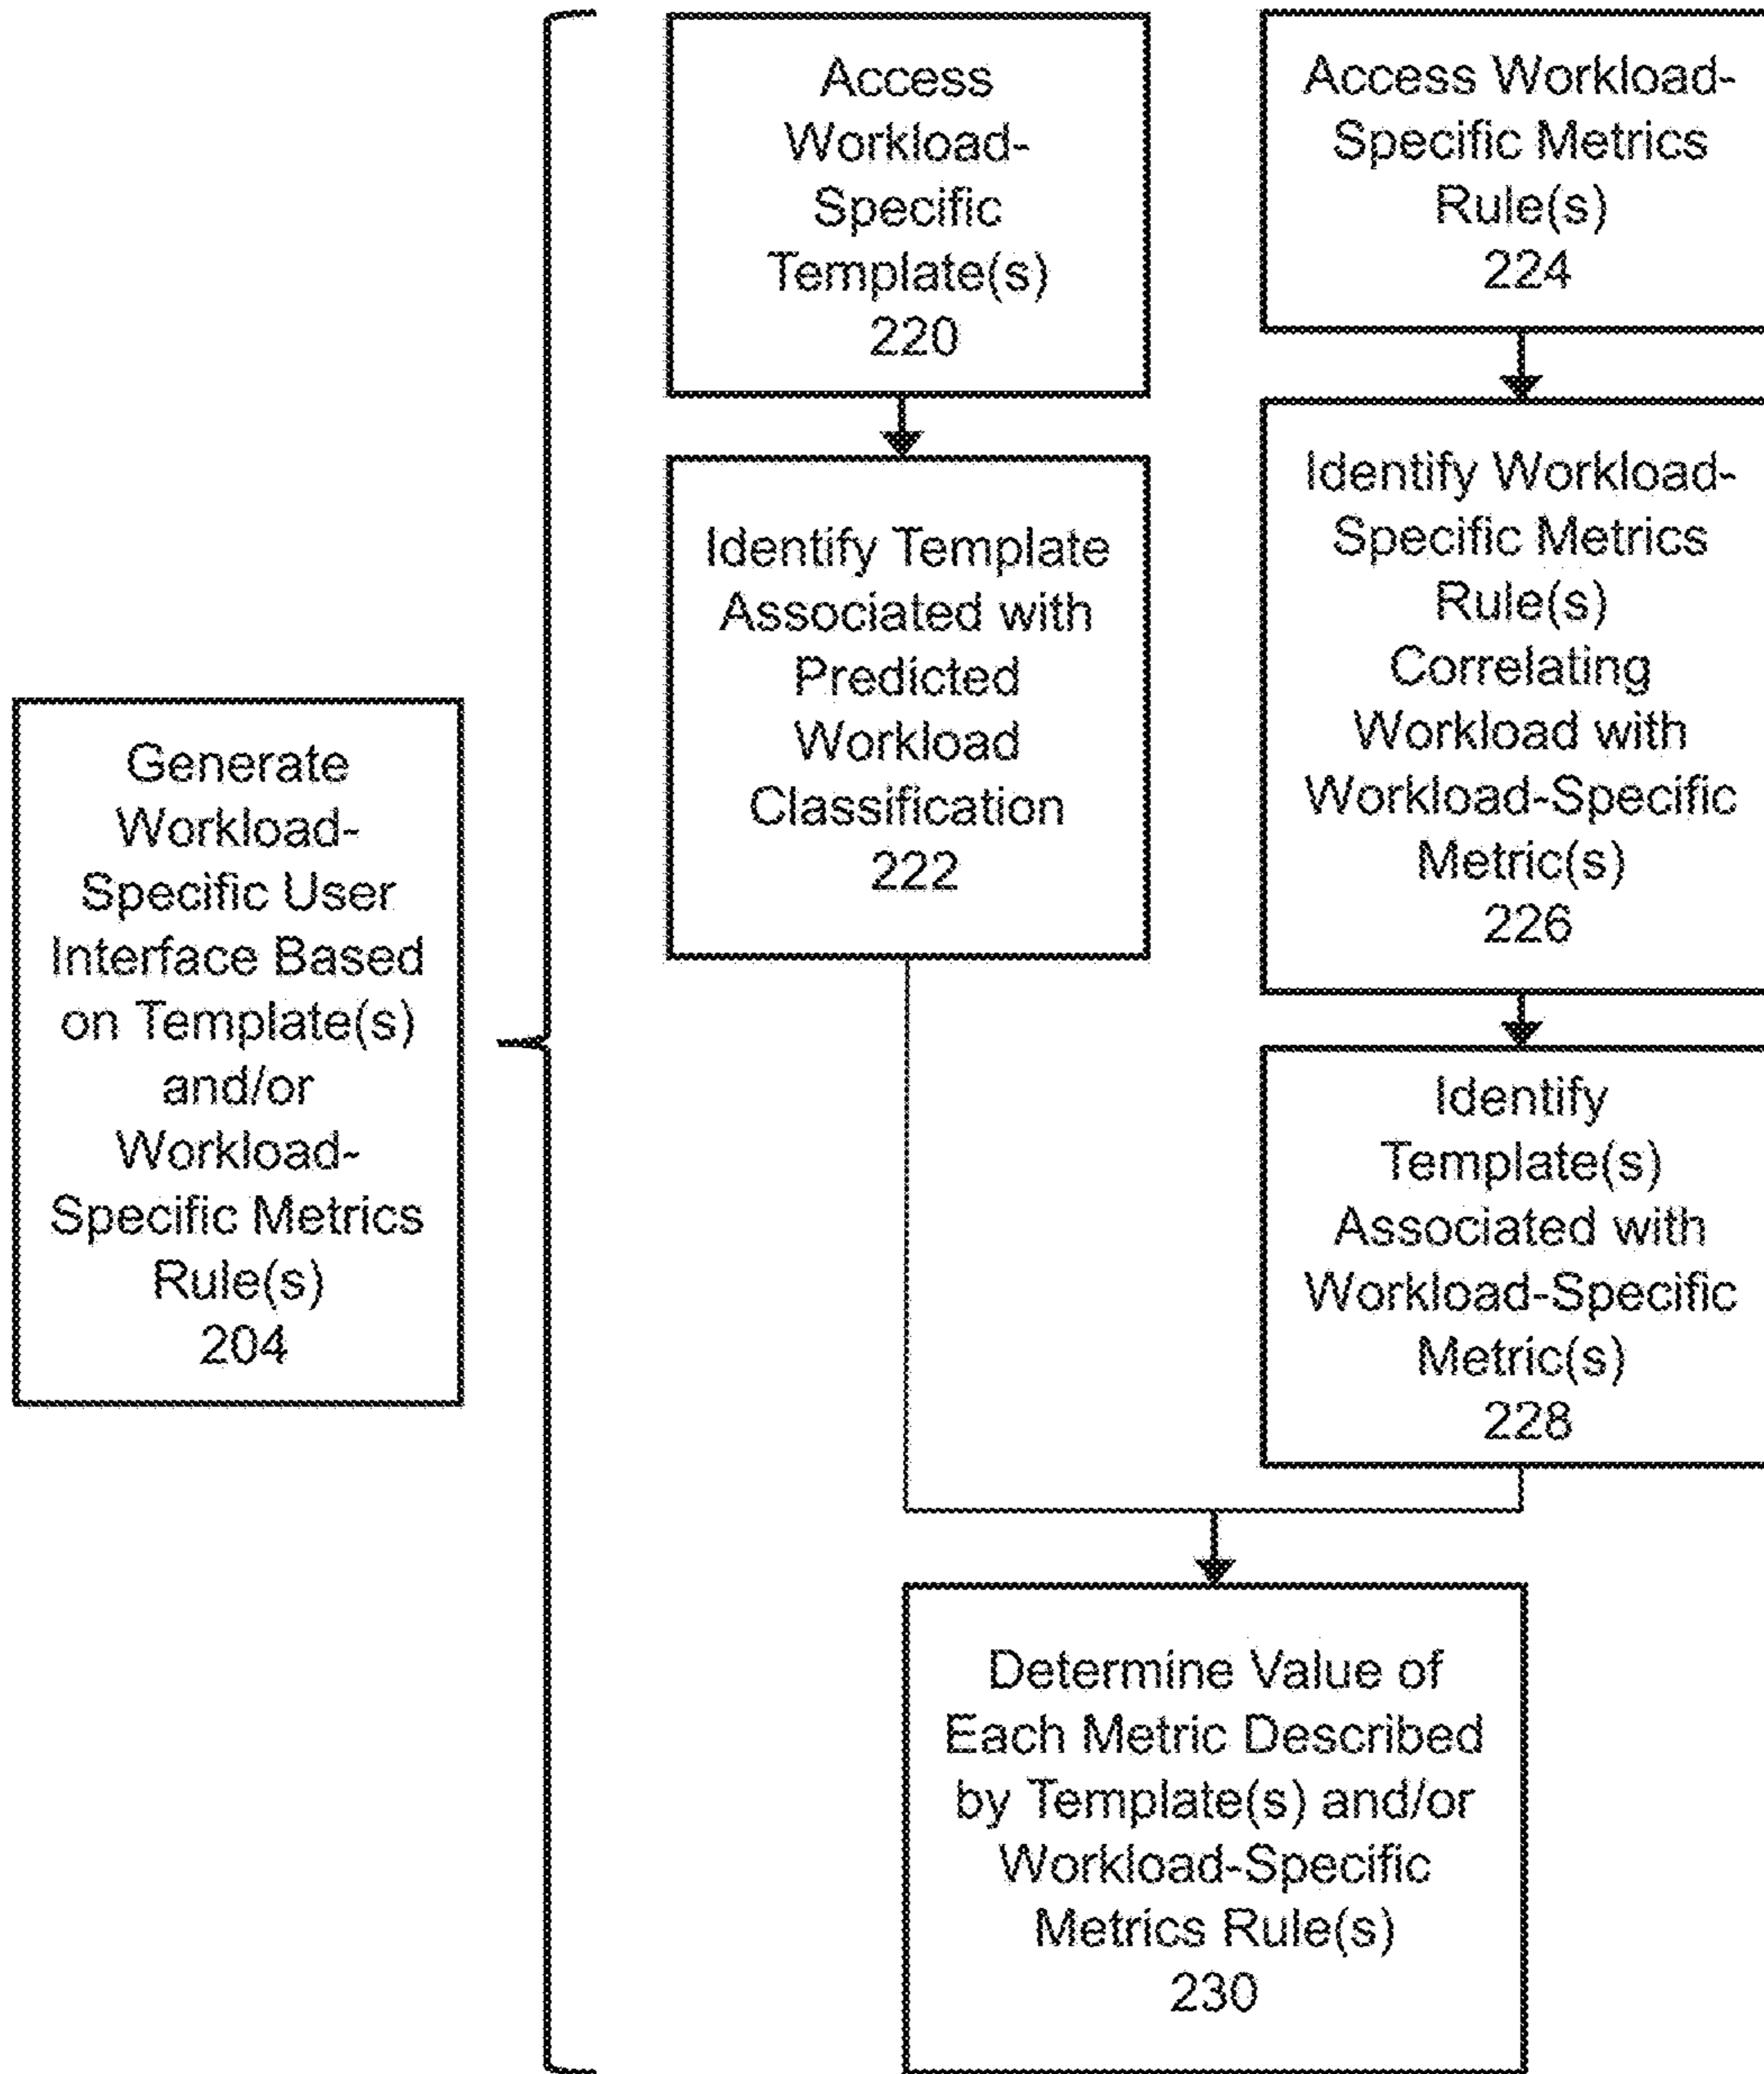 Generate
Workload-
Specific User
Interface Based
on Template(s)
and/or
Workload-
Specific Metrics
Rule(s)
204
Access
Workload-
Specific
Template(s)
220
Identify Template
Associated with
Predicted
Workload
Classification
222
Access Workload-
Specific Metrics
Rule(s)
224
Identify Workload-
Specific Metrics
Rule(s)
Correlating
Workload with
Workload-Specific
Metric(s)
226
Identify
Template(s)
Associated with
Workload-Specific
Metric(s)
228
Determine Value of
Each Metric Described
by Template(s) and/or
Workload-Specific
Metrics Rule(s)
230